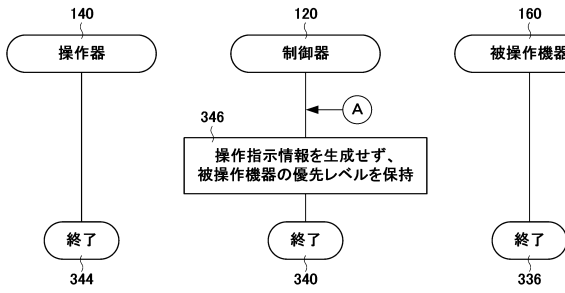 140
120
160
操作器
制御器
被操作機器
A
346
操作指示情報を生成せず、
被操作機器の優先レベルを保持
終了
終了
終了
344
340
336